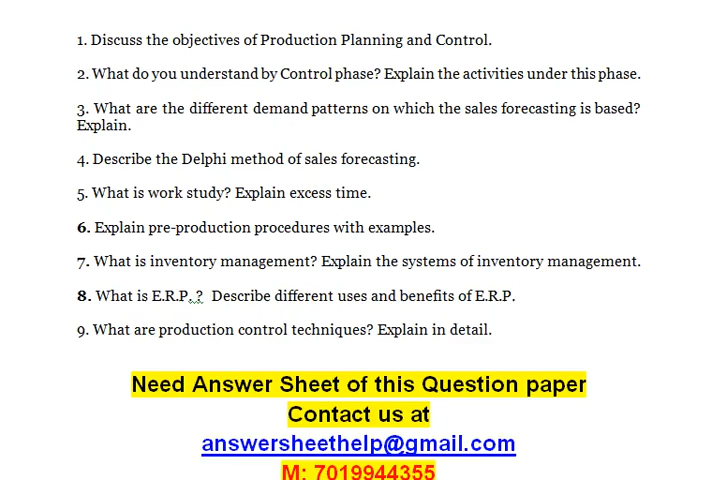 1. Discuss the objectives of Production Planning and Control.
2. What do you understand by Control phase? Explain the activities under this phase.
3. What are the different demand patterns on which the sales forecasting is based?
Explain.
4. Describe the Delphi method of sales forecasting.
5. What is work study? Explain excess time.
6. Explain pre-production procedures with examples.
7. What is inventory management? Explain the systems of inventory management.
8. What is E.R.P. ? Describe different uses and benefits of E.R.P.
9. What are production control techniques? Explain in detail.
Need Answer Sheet of this Question paper
Contact us at
answersheethelp@gmail.com
M: 7019944355